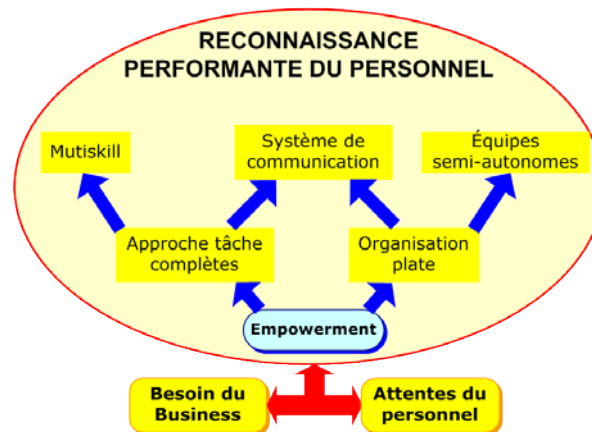 RECONNAISSANCE
PERFORMANTE DU PERSONNEL
Mutiskill
Système de
communication
Équipes
semi-autonomes
Approche tâche
complètes
Organisation
plate
Empowerment
Besoin du
Business
Attentes du
personnel